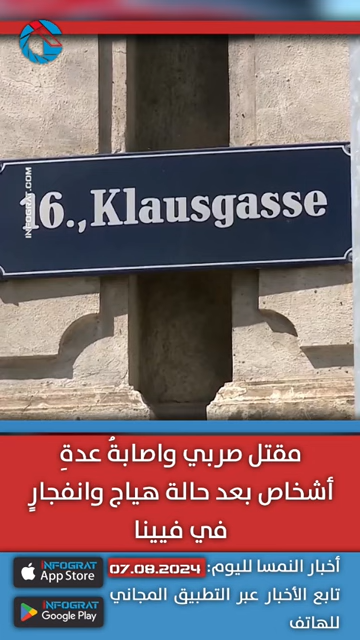 INFOGRAT.COM
16., Klausgasse
مقتل صربي واصابةُ عدةِ
أشخاص بعد حالة هياج وانفجارٍ
في فيينا
أخبار النمسا لليوم: 07.08.2024
تابع الأخبار عبر التطبيق المجاني
للهاتف
INFOGRAT
App Store
INFOGRAT
Google Play